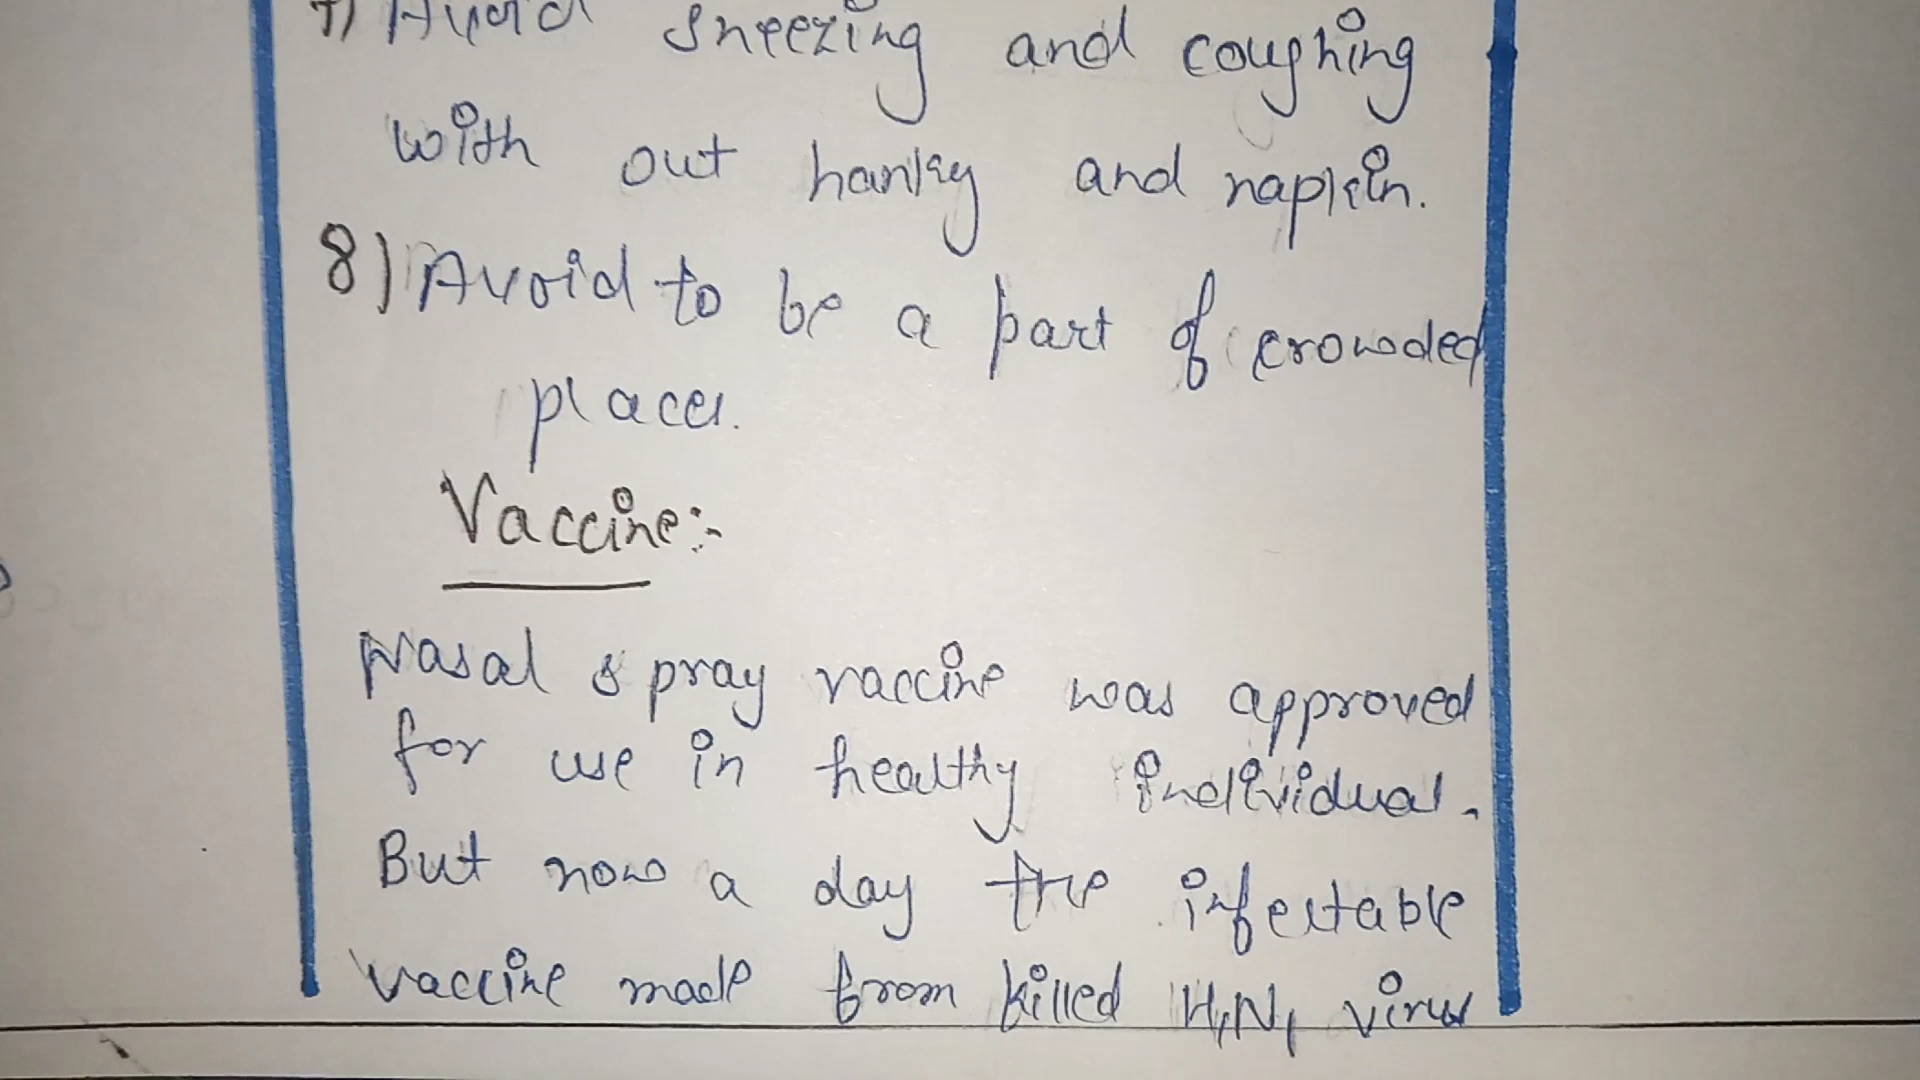 7) Avoid sneezing and coughing
with out hanky and napkin.
8) Avoid to be a part of crowded
places.
Vaccine:-
Nasal spray vaccine was approved
for use in healthy individual.
But now a day the infectable
vaccine made from killed H1N1 virus